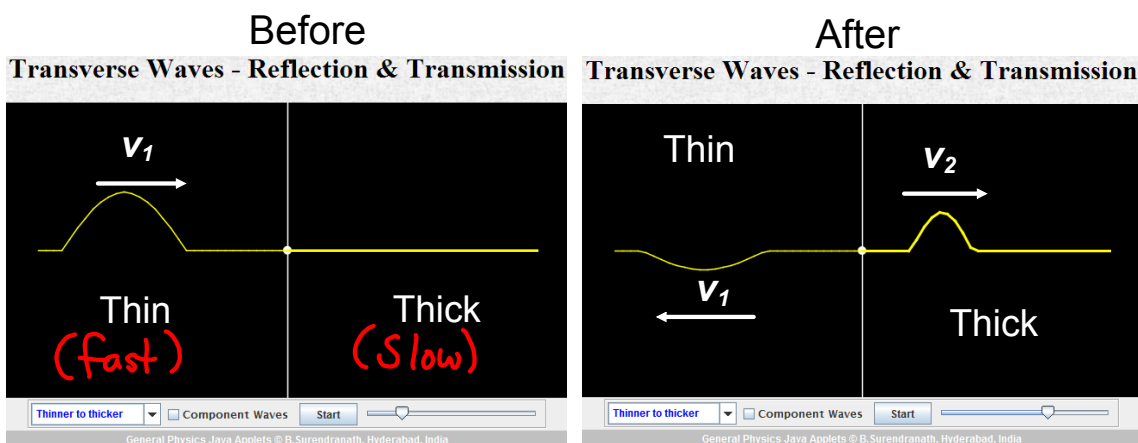 Before
Transverse Waves - Reflection & Transmission
v1
Thin
(fast)
Thick
(Slow)
Thinner to thicker
Component Waves
Start
General Physics Java Applets © B.Surendranath, Hyderabad, India
After
Transverse Waves - Reflection & Transmission
Thin
v2
v1
Thick
Thinner to thicker
Component Waves
Start
General Physics Java Applets © B.Surendranath, Hyderabad, India